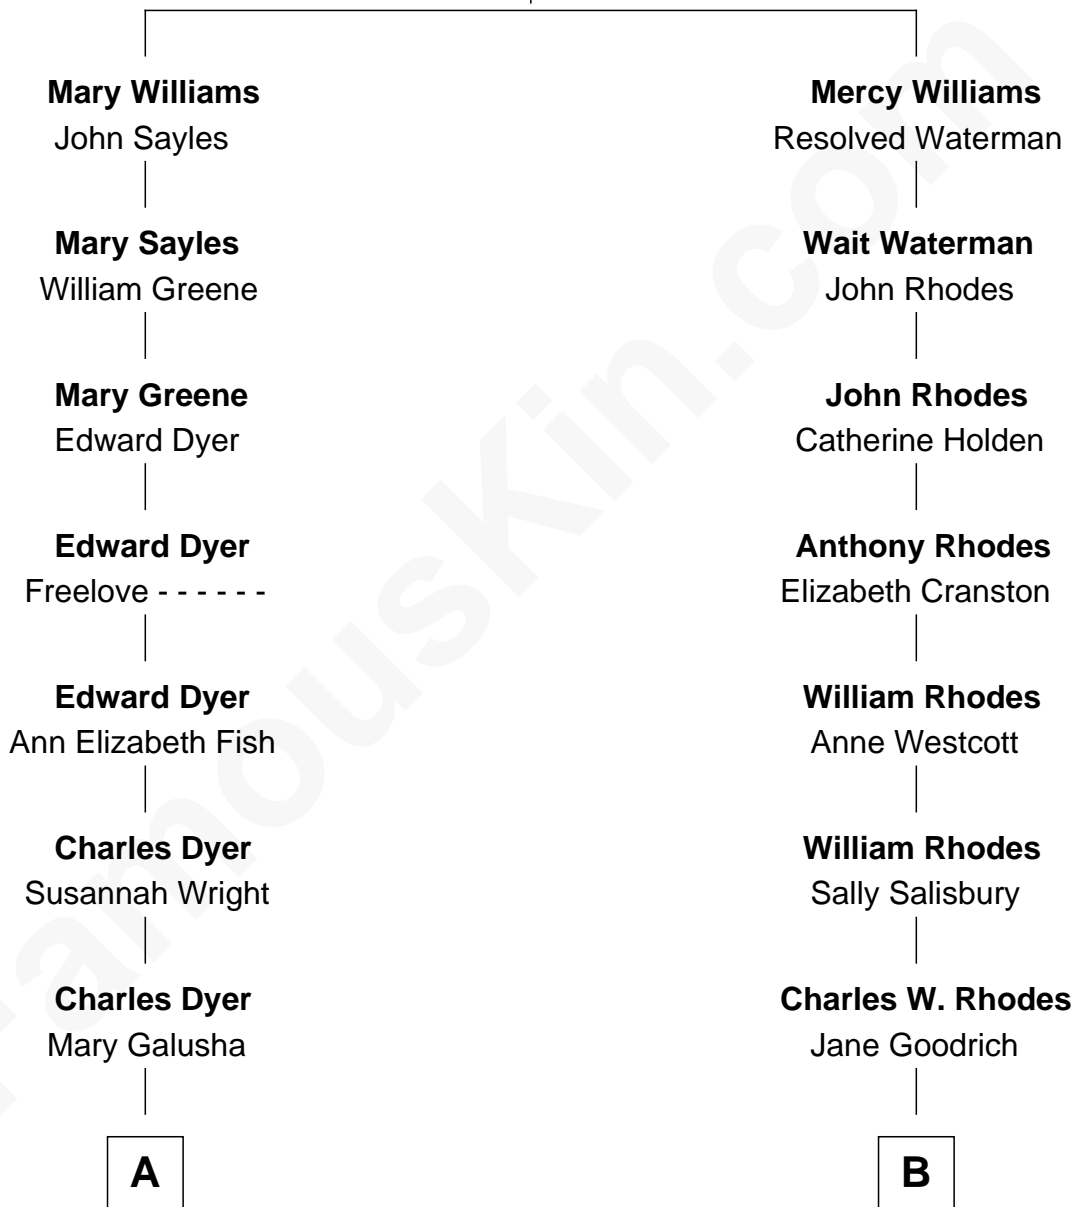 Mary Williams
John Sayles
Mary Sayles
William Greene
Mary Greene
Edward Dyer
Edward Dyer
Freelove - - - - - -
Edward Dyer
Ann Elizabeth Fish
Charles Dyer
Susannah Wright
Charles Dyer
Mary Galusha
A
Mercy Williams
Resolved Waterman
Wait Waterman
John Rhodes
John Rhodes
Catherine Holden
Anthony Rhodes
Elizabeth Cranston
William Rhodes
Anne Westcott
William Rhodes
Sally Salisbury
Charles W. Rhodes
Jane Goodrich
B
FamousKin.com